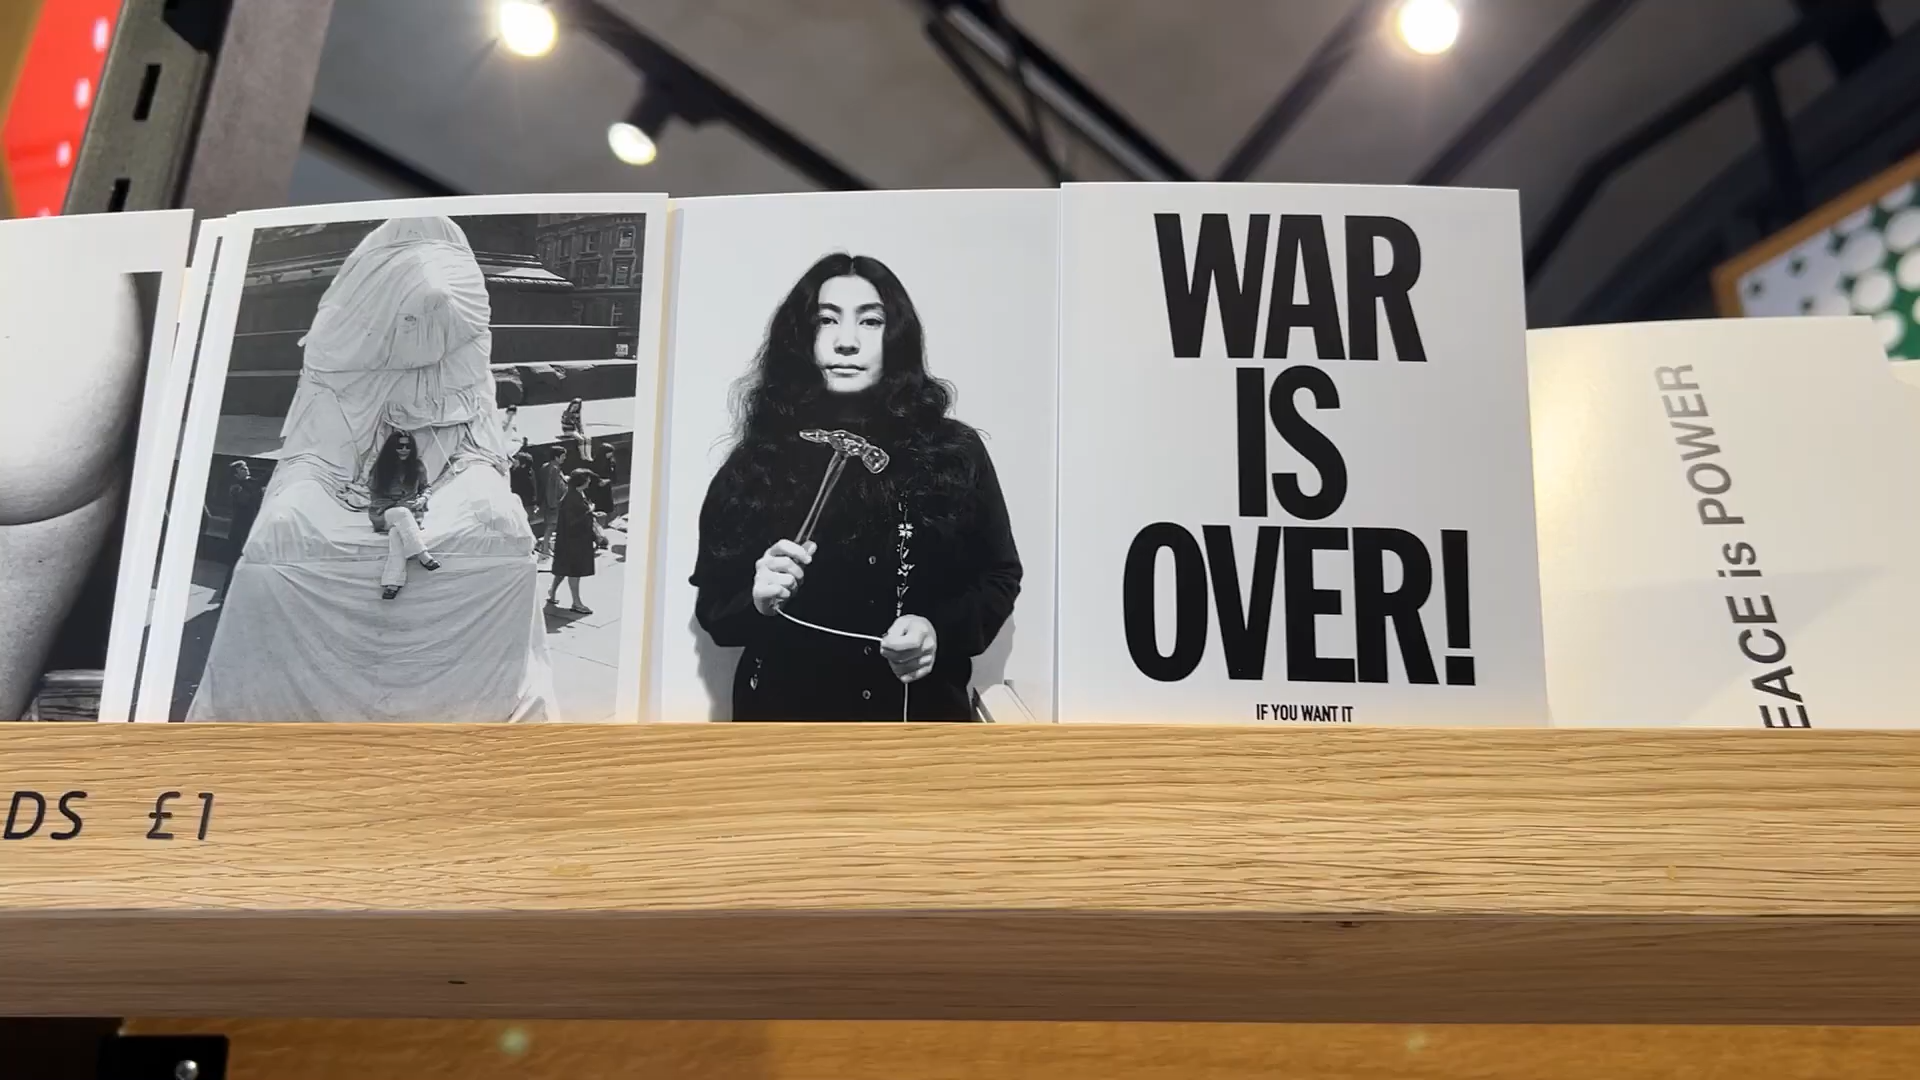 WAR
IS
OVER!
IF YOU WANT IT
EACE is POWER
DS £1